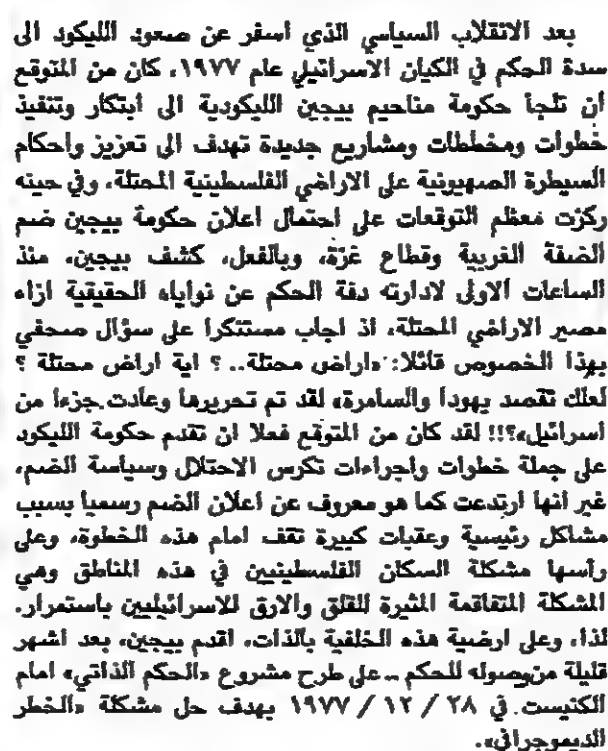 بعد الانقلاب السياسي الذي اسفر عن صعود الليكود الى
سدة الحكم في الكيان الاسرائيلي عام ١٩٧٧، كان من المتوقع
ان تلجأ حكومة مناحيم بيجين الليكودية الى ابتكار وتنفيذ
خطوات ومخططات ومشاريع جديدة تهدف الى تعزيز واحكام
السيطرة الصهيونية على الاراضي الفلسطينية المحتلة، وفي حينه
ركزت معظم التوقعات على احتمال اعلان حكومة بيجين ضم
الضفة الغربية وقطاع غزة، وبالفعل، كشف بيجين، منذ
الساعات الاولى لادارته دفة الحكم عن نواياه الحقيقية ازاء
مصير الاراضي المحتلة، اذ اجاب مستنكرا على سؤال صحفي
بهذا الخصوص قائلا: «اراض محتلة.. ؟ اية اراض محتلة ؟
لعلك تقصد يهودا والسامرة، لقد تم تحريرها وعادت جزءا من
اسرائيل»؟!! لقد كان من المتوقع فعلا ان تقدم حكومة الليكود
على جملة خطوات واجراءات تكرس الاحتلال وسياسة الضم،
غير انها ارتدعت كما هو معروف عن اعلان الضم رسميا بسبب
مشاكل رئيسية وعقبات كبيرة تقف امام هذه الخطوة، وعلى
رأسها مشكلة السكان الفلسطينيين في هذه المناطق وهي
المشكلة المتفاقمة المثيرة للقلق والارق للاسرائيليين باستمرار.
لذا، وعلى ارضية هذه الخلفية بالذات، اقدم بيجين، بعد اشهر
قليلة من وصوله للحكم .. على طرح مشروع «الحكم الذاتي» امام
الكنيست. في ٢٨ / ١٢ / ١٩٧٧ بهدف حل مشكلة «الخطر
الديموجرافي».